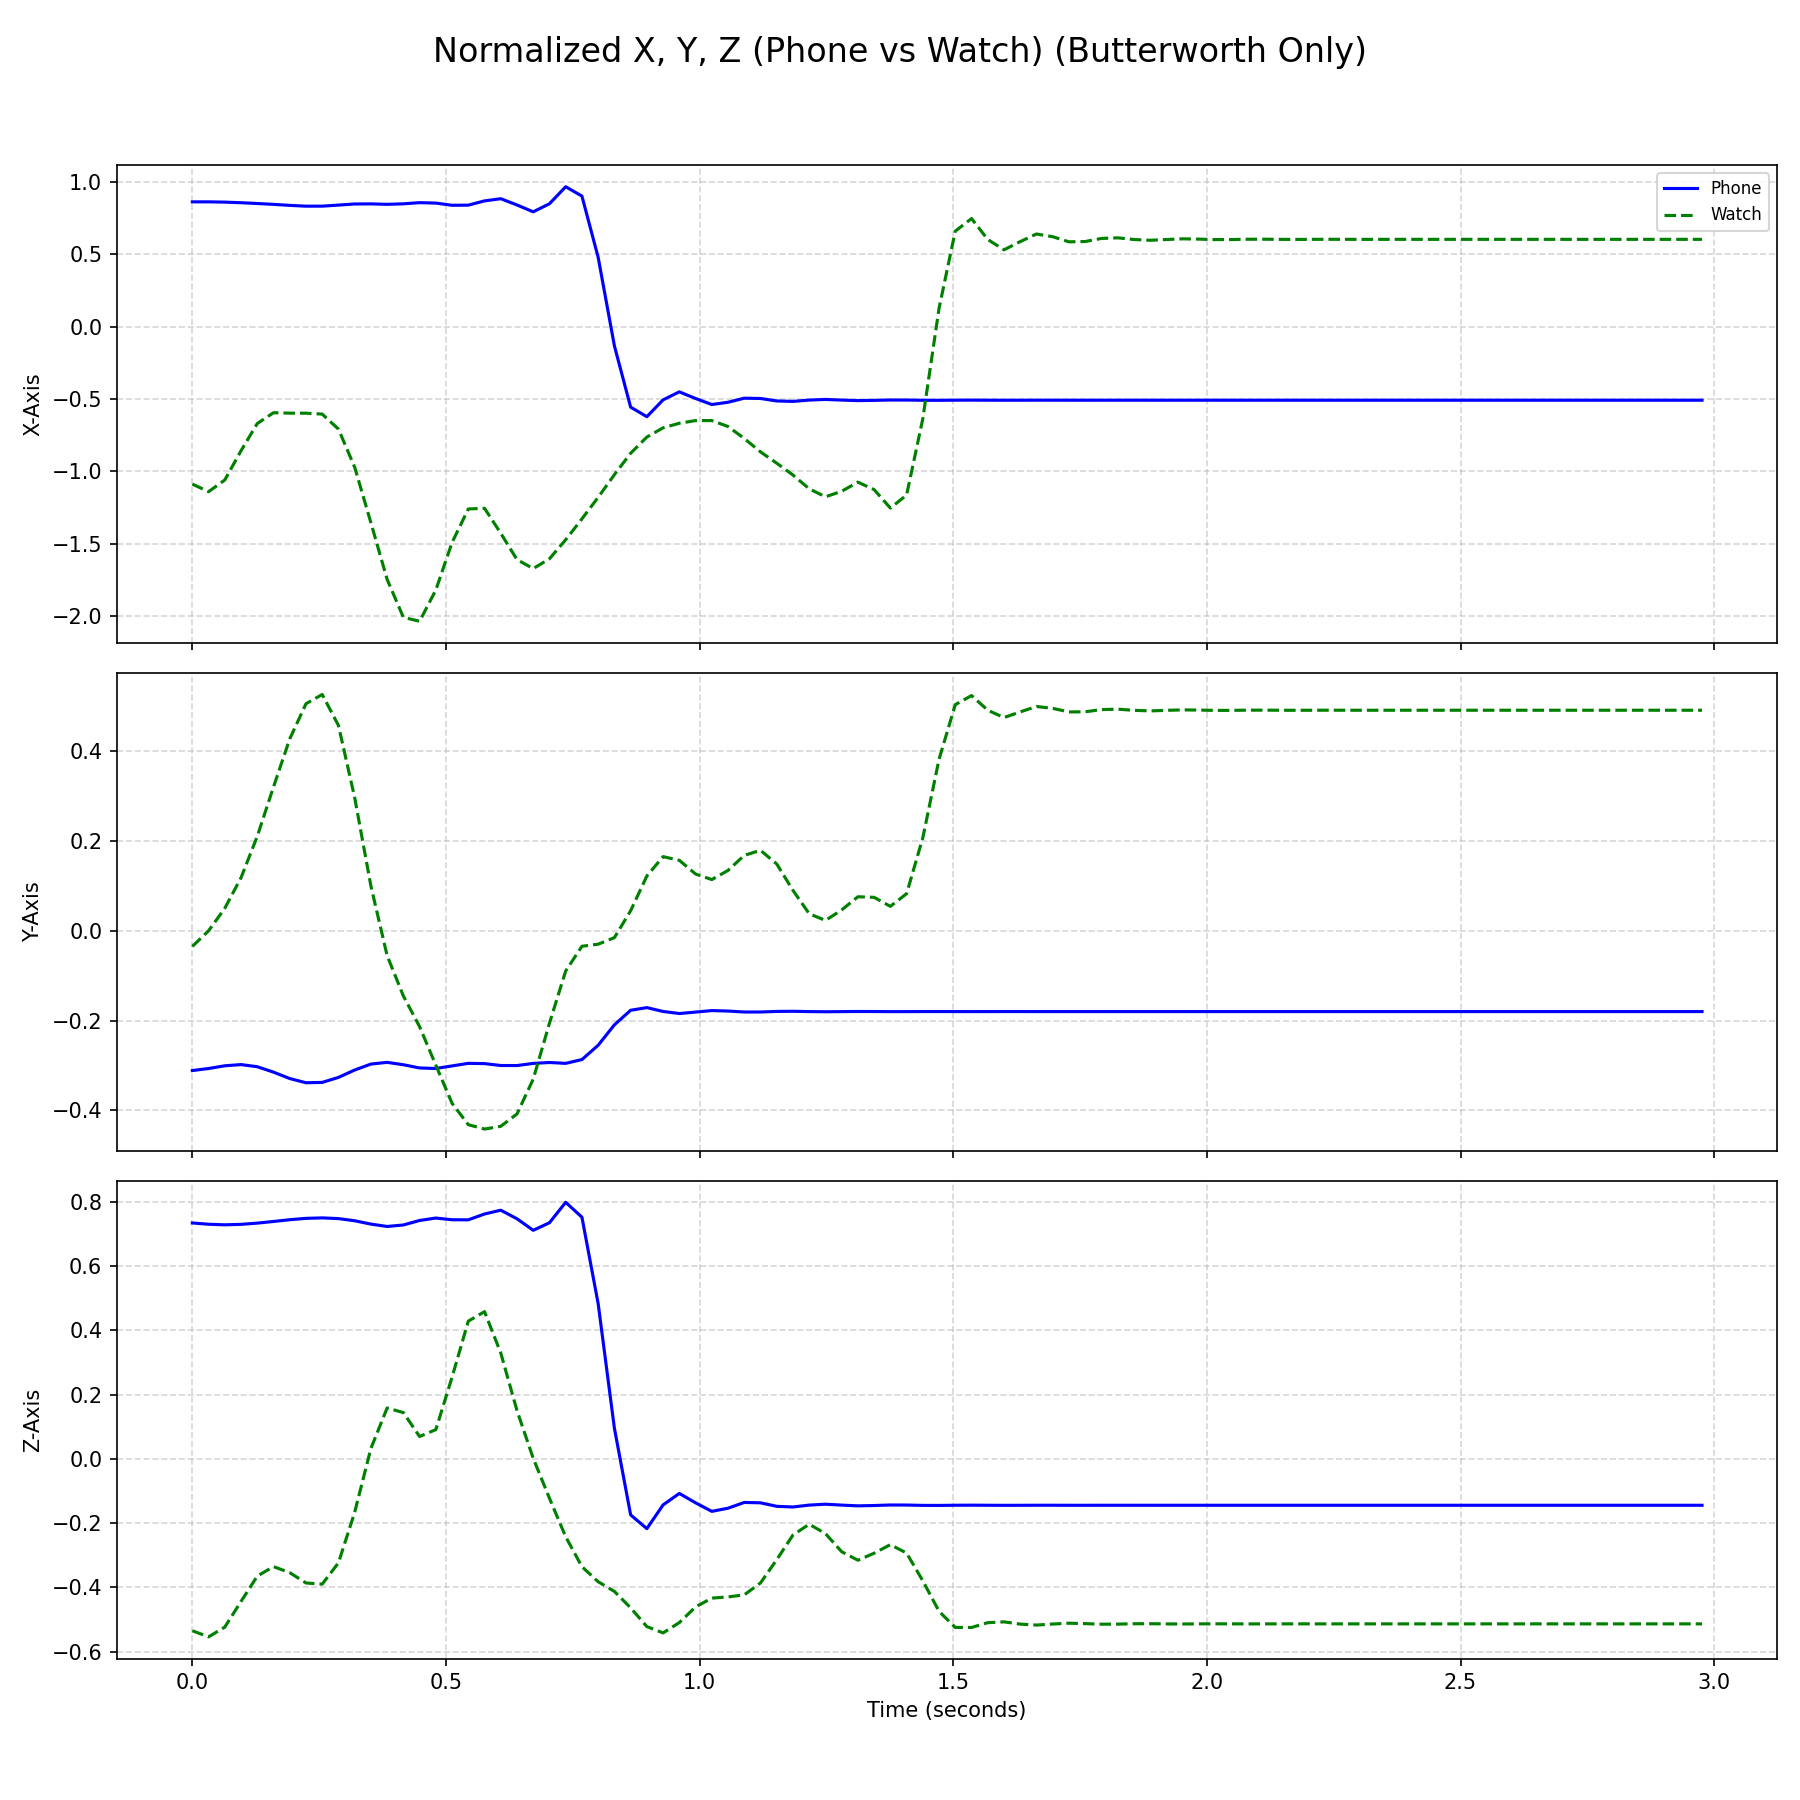 Normalized X, Y, Z (Phone vs Watch) (Butterworth Only)
Phone
Watch
X-Axis
1.0
0.5
0.0
−0.5
−1.0
−1.5
−2.0
Y-Axis
0.4
0.2
0.0
−0.2
−0.4
Z-Axis
0.8
0.6
0.4
0.2
0.0
−0.2
−0.4
−0.6
0.0 0.5 1.0 1.5 2.0 2.5 3.0
Time (seconds)